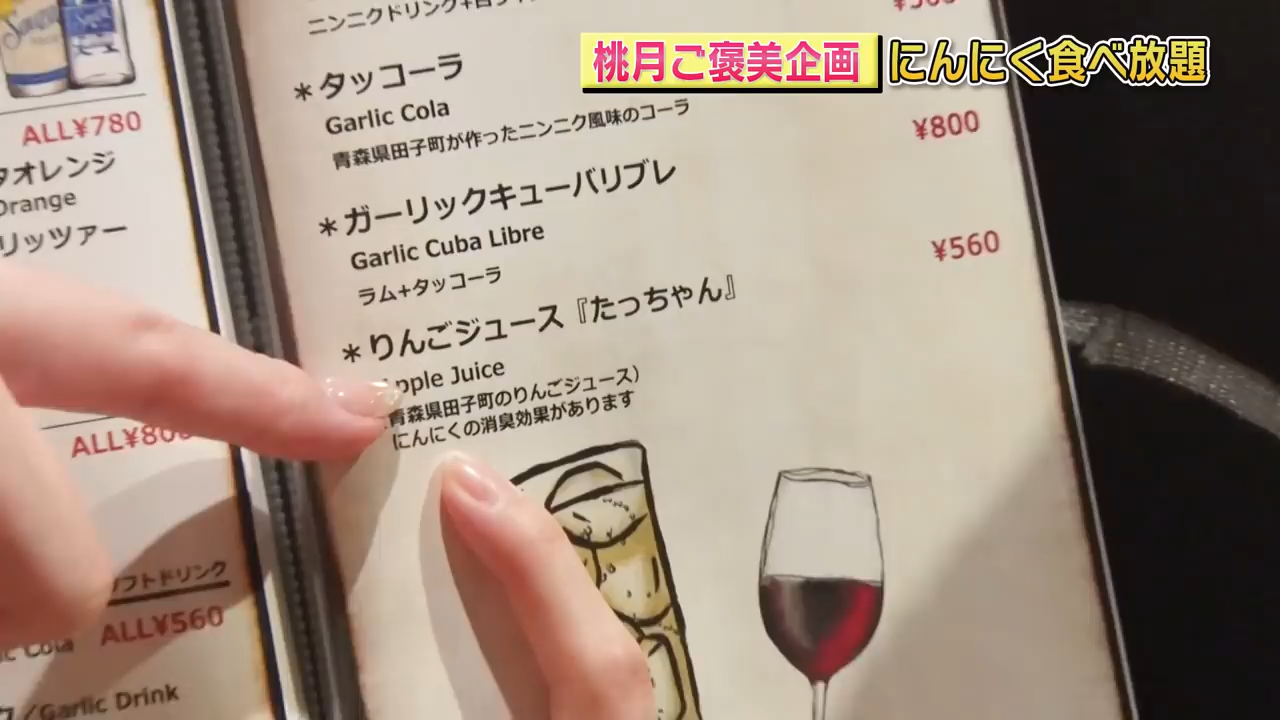 桃月ご褒美企画 にんにく食べ放題
ALL¥780
オレンジ
Orange
リッツァー
ALL¥800
フトドリンク
Cola ALL¥560
/Garlic Drink
ニンニクドリンク+白
*タッコーラ
Garlic Cola
青森県田子町が作ったニンニク風味のコーラ
¥800
*ガーリックキューバリブレ
Garlic Cuba Libre
ラム+タッコーラ
¥560
*りんごジュース『たっちゃん』
Apple Juice
青森県田子町のりんごジュース)
にんにくの消臭効果があります